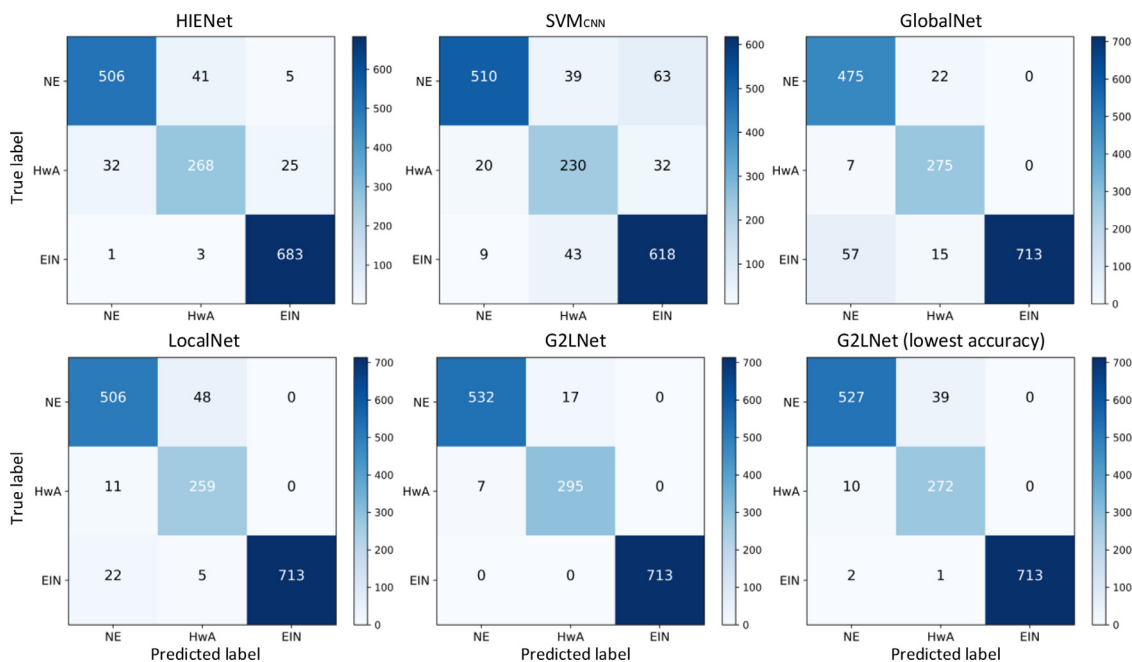 HIENet
SVMCNN
GlobalNet
True label
NE
HwA
EIN
506 41 5
32 268 25
1 3 683
NE HwA EIN
600
500
400
300
200
100
NE
HwA
EIN
510 39 63
20 230 32
9 43 618
NE HwA EIN
600
500
400
300
200
100
NE
HwA
EIN
475 22 0
7 275 0
57 15 713
NE HwA EIN
700
600
500
400
300
200
100
0
LocalNet
G2LNet
G2LNet (lowest accuracy)
True label
NE
HwA
EIN
506 48 0
11 259 0
22 5 713
NE HwA EIN
Predicted label
700
600
500
400
300
200
100
0
NE
HwA
EIN
532 17 0
7 295 0
0 0 713
NE HwA EIN
Predicted label
700
600
500
400
300
200
100
0
NE
HwA
EIN
527 39 0
10 272 0
2 1 713
NE HwA EIN
Predicted label
700
600
500
400
300
200
100
0